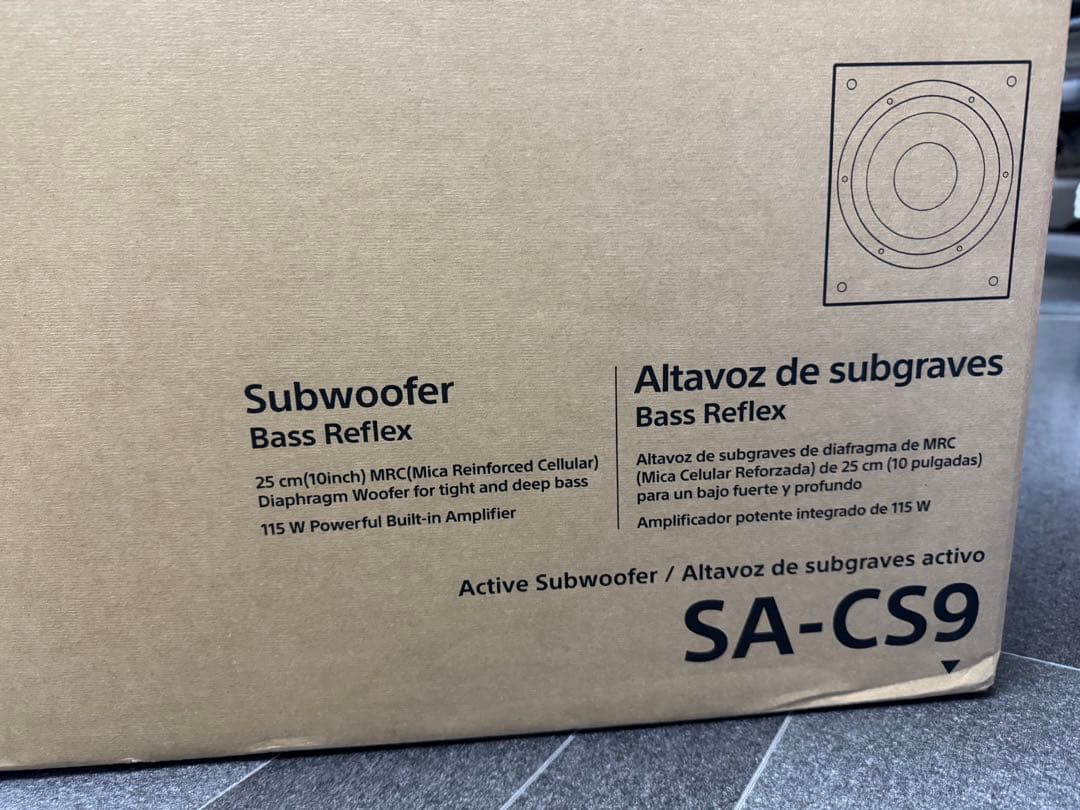 Subwoofer
Bass Reflex
25 cm(10inch) MRC(Mica Reinforced Cellular)
Diaphragm Woofer for tight and deep bass
115 W Powerful Built-in Amplifier
Altavoz de subgraves
Bass Reflex
Altavoz de subgraves de diafragma de MRC
(Mica Celular Reforzada) de 25 cm (10 pulgadas)
para un bajo fuerte y profundo
Amplificador potente integrado de 115 W
Active Subwoofer / Altavoz de subgraves activo
SA-CS9